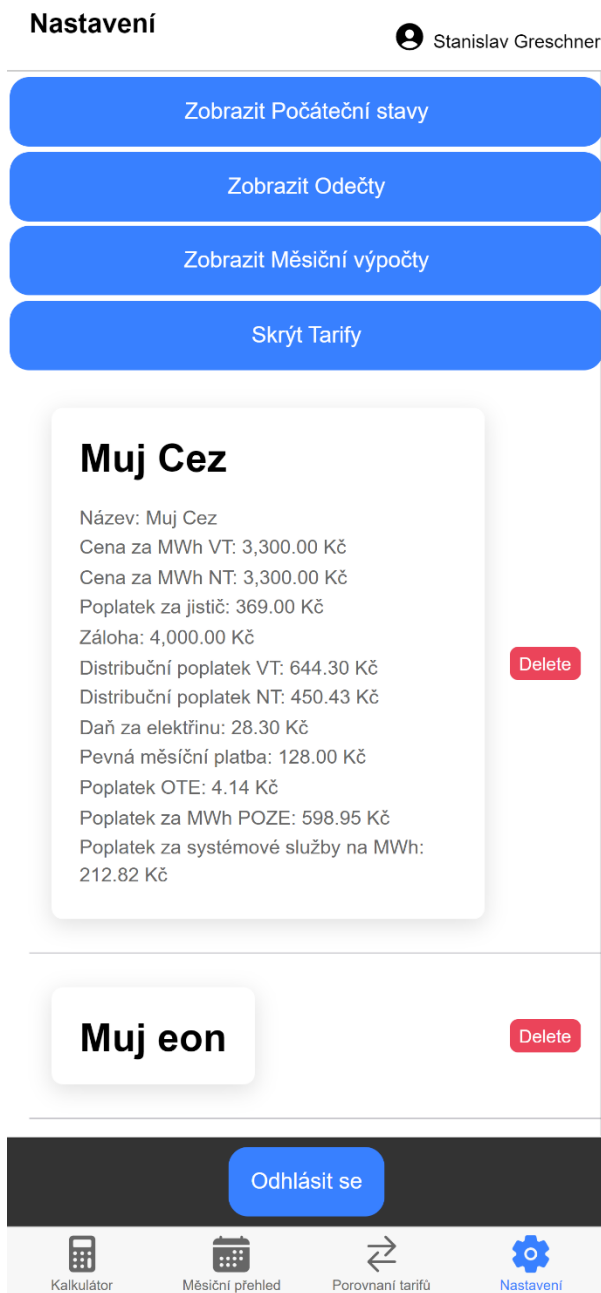 Nastavení
Stanislav Greschner
Zobrazit Počáteční stavy
Zobrazit Odečty
Zobrazit Měsiční výpočty
Skrýt Tarify
Muj Cez
Název: Muj Cez
Cena za MWh VT: 3,300.00 Kč
Cena za MWh NT: 3,300.00 Kč
Poplatek za jistič: 369.00 Kč
Záloha: 4,000.00 Kč
Distribuční poplatek VT: 644.30 Kč
Distribuční poplatek NT: 450.43 Kč
Daň za elektřinu: 28.30 Kč
Pevná měsíční platba: 128.00 Kč
Poplatek OTE: 4.14 Kč
Poplatek za MWh POZE: 598.95 Kč
Poplatek za systémové služby na MWh:
212.82 Kč
Delete
Muj eon
Delete
Odhlásit se
Kalkulátor
Měsiční přehled
Porovnaní tarifů
Nastavení